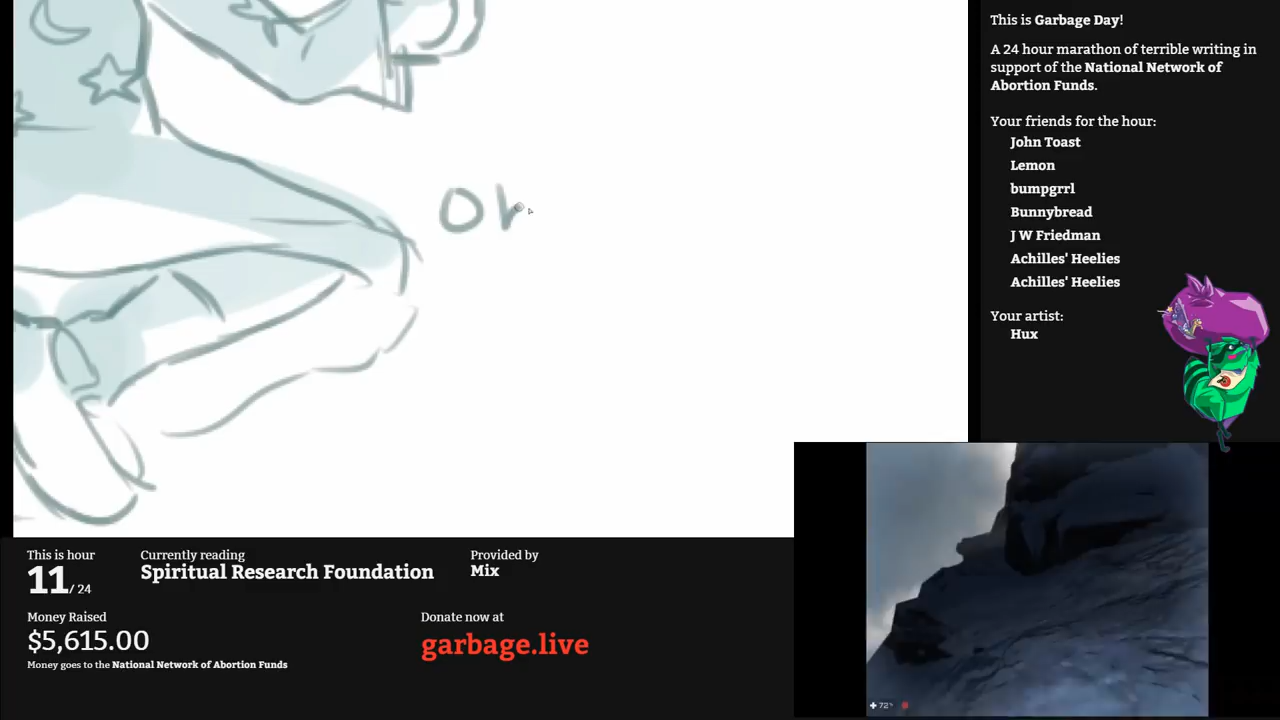 This is Garbage Day!
A 24 hour marathon of terrible writing in
support of the National Network of
Abortion Funds.
Your friends for the hour:
John Toast
Lemon
bumpgrrl
Bunnybread
J W Friedman
Achilles' Heelies
Achilles' Heelies
Your artist:
Hux
This is hour
11 / 24
Currently reading
Spiritual Research Foundation
Provided by
Mix
Money Raised
$5,615.00
Money goes to the National Network of Abortion Funds
Donate now at
garbage.live
72